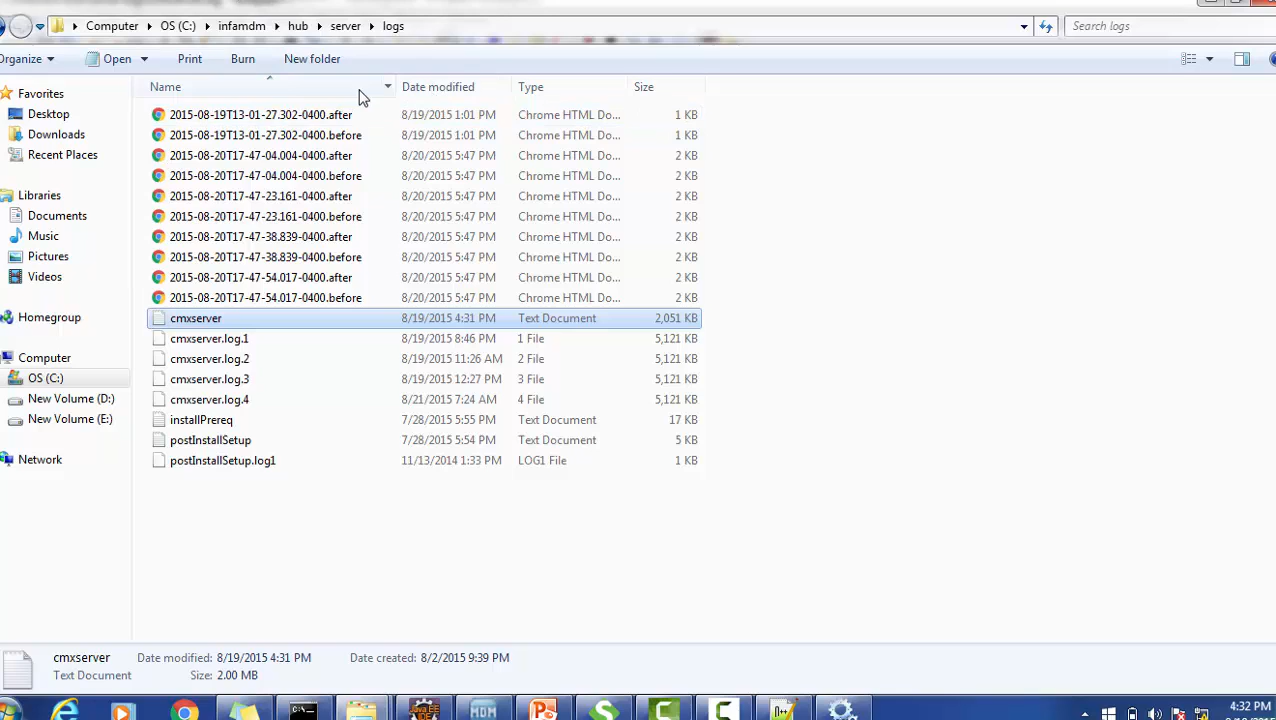 Computer OS (C:) infamdm hub server logs Search logs
Organize Open Print Burn New folder
Name Date modified Type Size
Favorites
Desktop
Downloads
Recent Places
Libraries
Documents
Music
Pictures
Videos
Homegroup
Computer
OS (C:)
New Volume (D:)
New Volume (E:)
Network
2015-08-19T13-01-27.302-0400.after 8/19/2015 1:01 PM Chrome HTML Do... 1 KB
2015-08-19T13-01-27.302-0400.before 8/19/2015 1:01 PM Chrome HTML Do... 1 KB
2015-08-20T17-47-04.004-0400.after 8/20/2015 5:47 PM Chrome HTML Do... 2 KB
2015-08-20T17-47-04.004-0400.before 8/20/2015 5:47 PM Chrome HTML Do... 2 KB
2015-08-20T17-47-23.161-0400.after 8/20/2015 5:47 PM Chrome HTML Do... 2 KB
2015-08-20T17-47-23.161-0400.before 8/20/2015 5:47 PM Chrome HTML Do... 2 KB
2015-08-20T17-47-38.839-0400.after 8/20/2015 5:47 PM Chrome HTML Do... 2 KB
2015-08-20T17-47-38.839-0400.before 8/20/2015 5:47 PM Chrome HTML Do... 2 KB
2015-08-20T17-47-54.017-0400.after 8/20/2015 5:47 PM Chrome HTML Do... 2 KB
2015-08-20T17-47-54.017-0400.before 8/20/2015 5:47 PM Chrome HTML Do... 2 KB
cmxserver 8/19/2015 4:31 PM Text Document 2,051 KB
cmxserver.log.1 8/19/2015 8:46 PM 1 File 5,121 KB
cmxserver.log.2 8/19/2015 11:26 AM 2 File 5,121 KB
cmxserver.log.3 8/19/2015 12:27 PM 3 File 5,121 KB
cmxserver.log.4 8/21/2015 7:24 AM 4 File 5,121 KB
installPrereq 7/28/2015 5:55 PM Text Document 17 KB
postInstallSetup 7/28/2015 5:54 PM Text Document 5 KB
postInstallSetup.log1 11/13/2014 1:33 PM LOG1 File 1 KB
cmxserver Date modified: 8/19/2015 4:31 PM Date created: 8/2/2015 9:39 PM
Text Document Size: 2.00 MB
4:32 PM